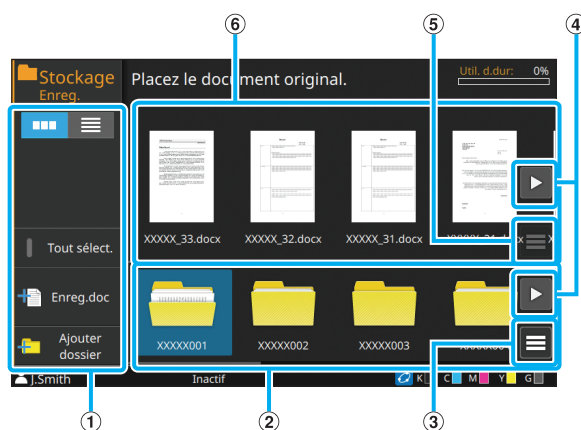 6
5
4
Stockage
Enreg.
Placez le document original.
Util. d.dur: 0%
XXXXX_33.docx
XXXXX_32.docx
XXXXX_31.docx
Tout sélect.
Enreg.doc
Ajouter
dossier
XXXXX001
XXXXX002
XXXXX003
J.Smith
Inactif
K
C
M
Y
G
1
2
3